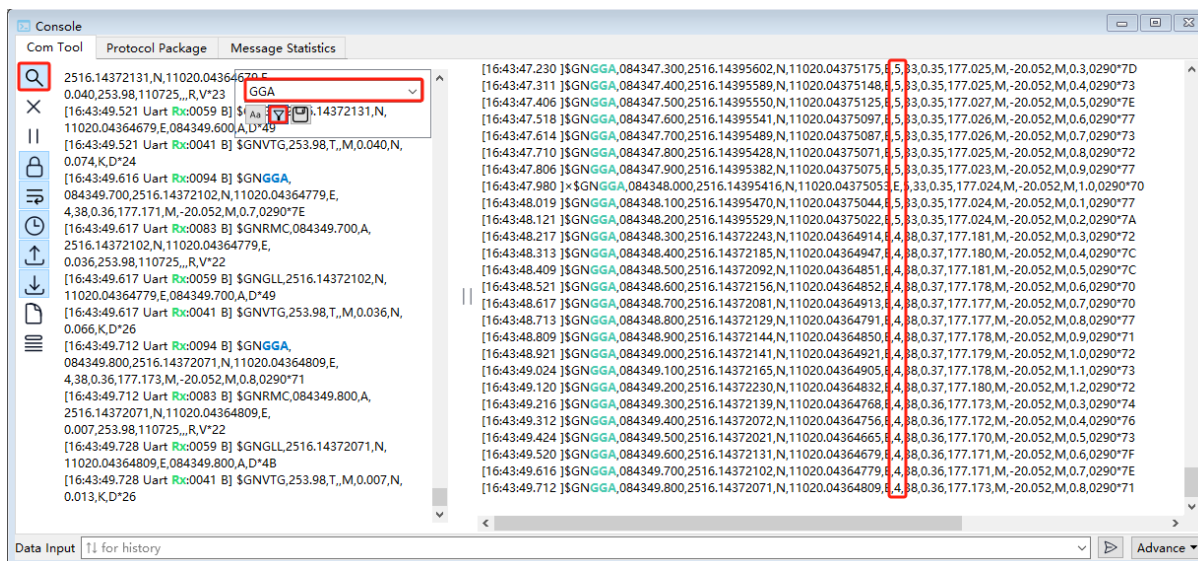 Console
Com Tool Protocol Package Message Statistics
2516.14372131,N,11020.04364679,E,
0.040,253.98,110725,,,R,V*23
[16:43:49.521 Uart Rx:0059 B] $GNGLL,2516.14372131,N,
11020.04364679,E,084349.600,A,D*49
[16:43:49.521 Uart Rx:0041 B] $GNVTG,253.98,T,,M,0.040,N,
0.074,K,D*24
[16:43:49.616 Uart Rx:0094 B] $GNGGA,
084349.700,2516.14372102,N,11020.04364779,E,
4,38,0.36,177.171,M,-20.052,M,0.7,0290*7E
[16:43:49.617 Uart Rx:0083 B] $GNRMC,084349.700,A,
2516.14372102,N,11020.04364779,E,
0.036,253.98,110725,,,R,V*22
[16:43:49.617 Uart Rx:0059 B] $GNGLL,2516.14372102,N,
11020.04364779,E,084349.700,A,D*49
[16:43:49.617 Uart Rx:0041 B] $GNVTG,253.98,T,,M,0.036,N,
0.066,K,D*26
[16:43:49.712 Uart Rx:0094 B] $GNGGA,
084349.800,2516.14372071,N,11020.04364809,E,
4,38,0.36,177.173,M,-20.052,M,0.8,0290*71
[16:43:49.712 Uart Rx:0083 B] $GNRMC,084349.800,A,
2516.14372071,N,11020.04364809,E,
0.007,253.98,110725,,,R,V*22
[16:43:49.728 Uart Rx:0059 B] $GNGLL,2516.14372071,N,
11020.04364809,E,084349.800,A,D*4B
[16:43:49.728 Uart Rx:0041 B] $GNVTG,253.98,T,,M,0.007,N,
0.013,K,D*26
GGA
Aa
[16:43:47.230 ]$GNGGA,084347.300,2516.14395602,N,11020.04375175,E,5,33,0.35,177.025,M,-20.052,M,0.3,0290*7D
[16:43:47.311 ]$GNGGA,084347.400,2516.14395589,N,11020.04375148,E,5,33,0.35,177.025,M,-20.052,M,0.4,0290*73
[16:43:47.406 ]$GNGGA,084347.500,2516.14395550,N,11020.04375125,E,5,33,0.35,177.027,M,-20.052,M,0.5,0290*7E
[16:43:47.518 ]$GNGGA,084347.600,2516.14395541,N,11020.04375097,E,5,33,0.35,177.026,M,-20.052,M,0.6,0290*77
[16:43:47.614 ]$GNGGA,084347.700,2516.14395489,N,11020.04375087,E,5,33,0.35,177.026,M,-20.052,M,0.7,0290*73
[16:43:47.710 ]$GNGGA,084347.800,2516.14395428,N,11020.04375071,E,5,33,0.35,177.025,M,-20.052,M,0.8,0290*72
[16:43:47.806 ]$GNGGA,084347.900,2516.14395382,N,11020.04375075,E,5,33,0.35,177.025,M,-20.052,M,0.9,0290*77
[16:43:47.980 ]×$GNGGA,084348.000,2516.14395416,N,11020.04375053,E,5,33,0.35,177.024,M,-20.052,M,1.0,0290*70
[16:43:48.019 ]$GNGGA,084348.100,2516.14395470,N,11020.04375044,E,5,33,0.35,177.024,M,-20.052,M,0.1,0290*77
[16:43:48.121 ]$GNGGA,084348.200,2516.14395529,N,11020.04375022,E,5,33,0.35,177.024,M,-20.052,M,0.2,0290*7A
[16:43:48.217 ]$GNGGA,084348.300,2516.14372243,N,11020.04364914,E,4,38,0.37,177.181,M,-20.052,M,0.3,0290*72
[16:43:48.313 ]$GNGGA,084348.400,2516.14372185,N,11020.04364947,E,4,38,0.37,177.180,M,-20.052,M,0.4,0290*7C
[16:43:48.409 ]$GNGGA,084348.500,2516.14372092,N,11020.04364851,E,4,38,0.37,177.181,M,-20.052,M,0.5,0290*7C
[16:43:48.521 ]$GNGGA,084348.600,2516.14372156,N,11020.04364852,E,4,38,0.37,177.178,M,-20.052,M,0.6,0290*70
[16:43:48.617 ]$GNGGA,084348.700,2516.14372081,N,11020.04364913,E,4,38,0.37,177.177,M,-20.052,M,0.7,0290*70
[16:43:48.713 ]$GNGGA,084348.800,2516.14372129,N,11020.04364791,E,4,38,0.37,177.177,M,-20.052,M,0.8,0290*77
[16:43:48.809 ]$GNGGA,084348.900,2516.14372144,N,11020.04364850,E,4,38,0.37,177.178,M,-20.052,M,0.9,0290*71
[16:43:48.921 ]$GNGGA,084349.000,2516.14372141,N,11020.04364921,E,4,38,0.37,177.179,M,-20.052,M,1.0,0290*72
[16:43:49.024 ]$GNGGA,084349.100,2516.14372165,N,11020.04364905,E,4,38,0.37,177.178,M,-20.052,M,1.1,0290*73
[16:43:49.120 ]$GNGGA,084349.200,2516.14372230,N,11020.04364832,E,4,38,0.37,177.180,M,-20.052,M,1.2,0290*72
[16:43:49.216 ]$GNGGA,084349.300,2516.14372139,N,11020.04364768,E,4,38,0.36,177.173,M,-20.052,M,0.3,0290*74
[16:43:49.312 ]$GNGGA,084349.400,2516.14372072,N,11020.04364756,E,4,38,0.36,177.172,M,-20.052,M,0.4,0290*76
[16:43:49.424 ]$GNGGA,084349.500,2516.14372021,N,11020.04364665,E,4,38,0.36,177.170,M,-20.052,M,0.5,0290*73
[16:43:49.520 ]$GNGGA,084349.600,2516.14372131,N,11020.04364679,E,4,38,0.36,177.171,M,-20.052,M,0.6,0290*7F
[16:43:49.616 ]$GNGGA,084349.700,2516.14372102,N,11020.04364779,E,4,38,0.36,177.171,M,-20.052,M,0.7,0290*7E
[16:43:49.712 ]$GNGGA,084349.800,2516.14372071,N,11020.04364809,E,4,38,0.36,177.173,M,-20.052,M,0.8,0290*71
Data Input ↑↓ for history Advance